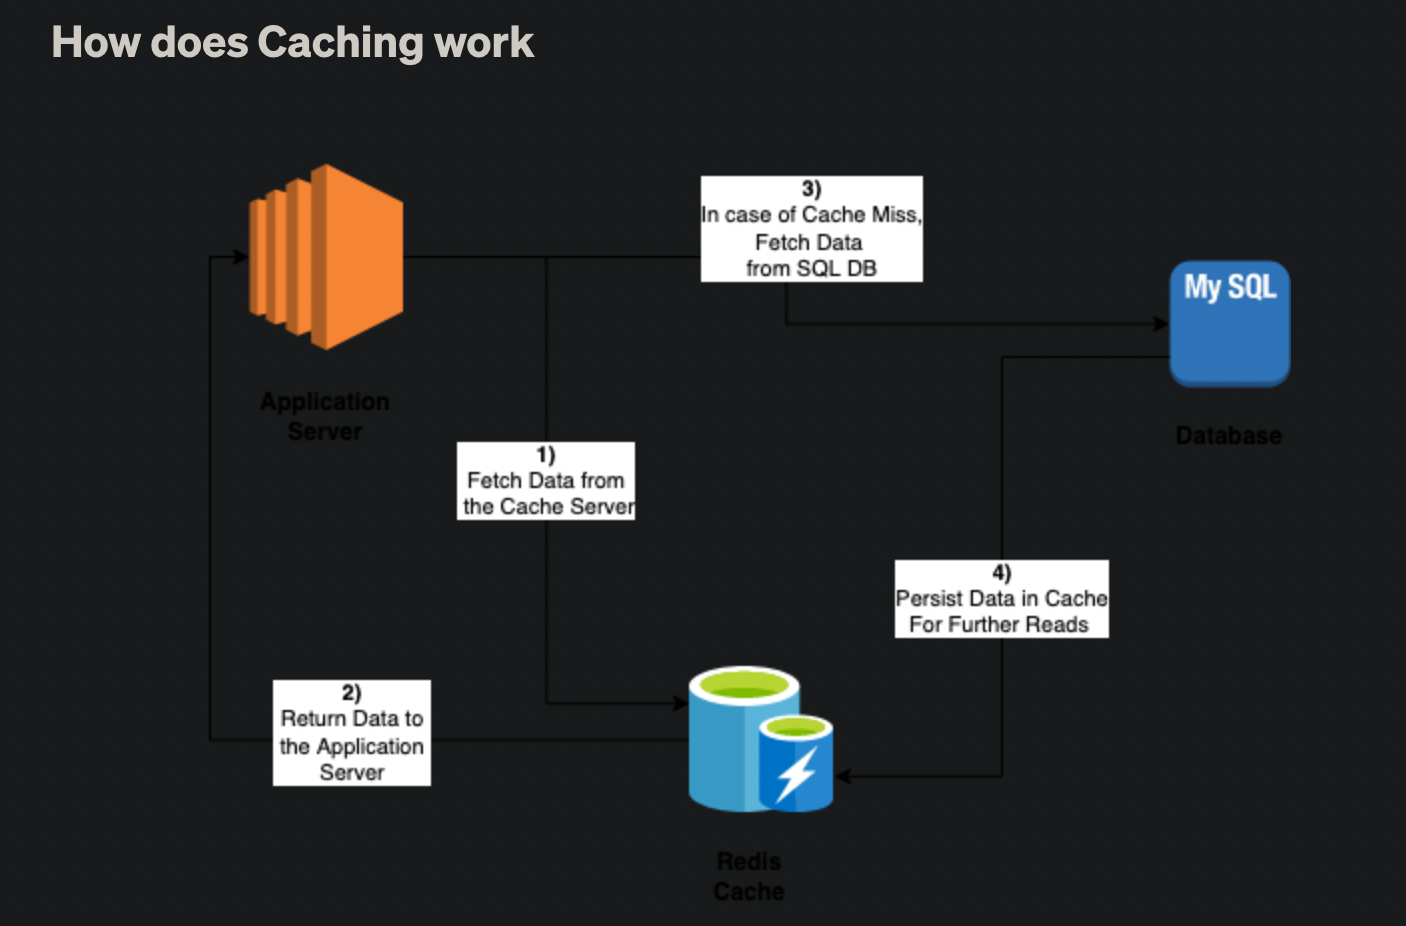 How does Caching work
3)
In case of Cache Miss,
Fetch Data
from SQL DB
My SQL
Application
Server
Database
1)
Fetch Data from
the Cache Server
4)
Persist Data in Cache
For Further Reads
2)
Return Data to
the Application
Server
Redis
Cache